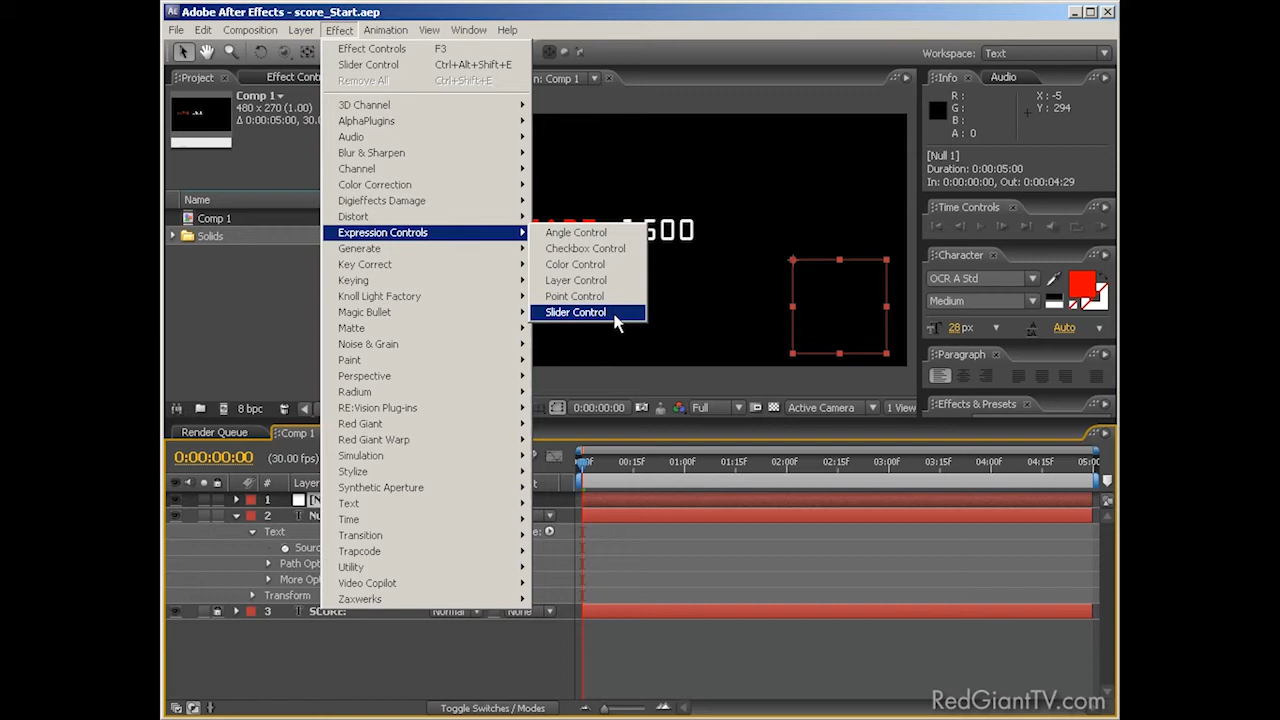 Adobe After Effects - score_Start.aep
File Edit Composition Layer Effect Animation View Window Help
Effect Controls F3
Slider Control Ctrl+Alt+Shift+E
Remove All Ctrl+Shift+E
3D Channel
AlphaPlugins
Audio
Blur & Sharpen
Channel
Color Correction
Digieffects Damage
Distort
Expression Controls
Generate
Key Correct
Keying
Knoll Light Factory
Magic Bullet
Matte
Noise & Grain
Paint
Perspective
Radium
RE:Vision Plug-ins
Red Giant
Red Giant Warp
Simulation
Stylize
Synthetic Aperture
Text
Time
Transition
Trapcode
Utility
Video Copilot
Zaxwerks
Angle Control
Checkbox Control
Color Control
Layer Control
Point Control
Slider Control
Workspace: Text
Project Effect Contr
n: Comp 1
Comp 1
480 x 270 (1.00)
Δ 0:00:05:00, 30.0
Name
Comp 1
Solids
8 bpc
0:00:00:00 Full Active Camera 1 View
Info Audio
R : X : -5
G : Y : 294
B :
A : 0
[Null 1]
Duration: 0:00:05:00
In: 0:00:00:00, Out: 0:00:04:29
Time Controls
Character
OCR A Std
Medium
28 px Auto
Paragraph
Effects & Presets
Render Queue Comp 1
0:00:00:00 (30.00 fps)
00:15f 01:00f 01:15f 02:00f 02:15f 03:00f 03:15f 04:00f 04:15f 05:00
# Layer
1 [N
2 Nu
Text
Sourc
Path Opt
More Opt
Transform
3 SCORE: Normal None
Toggle Switches / Modes
RedGiantTV.com